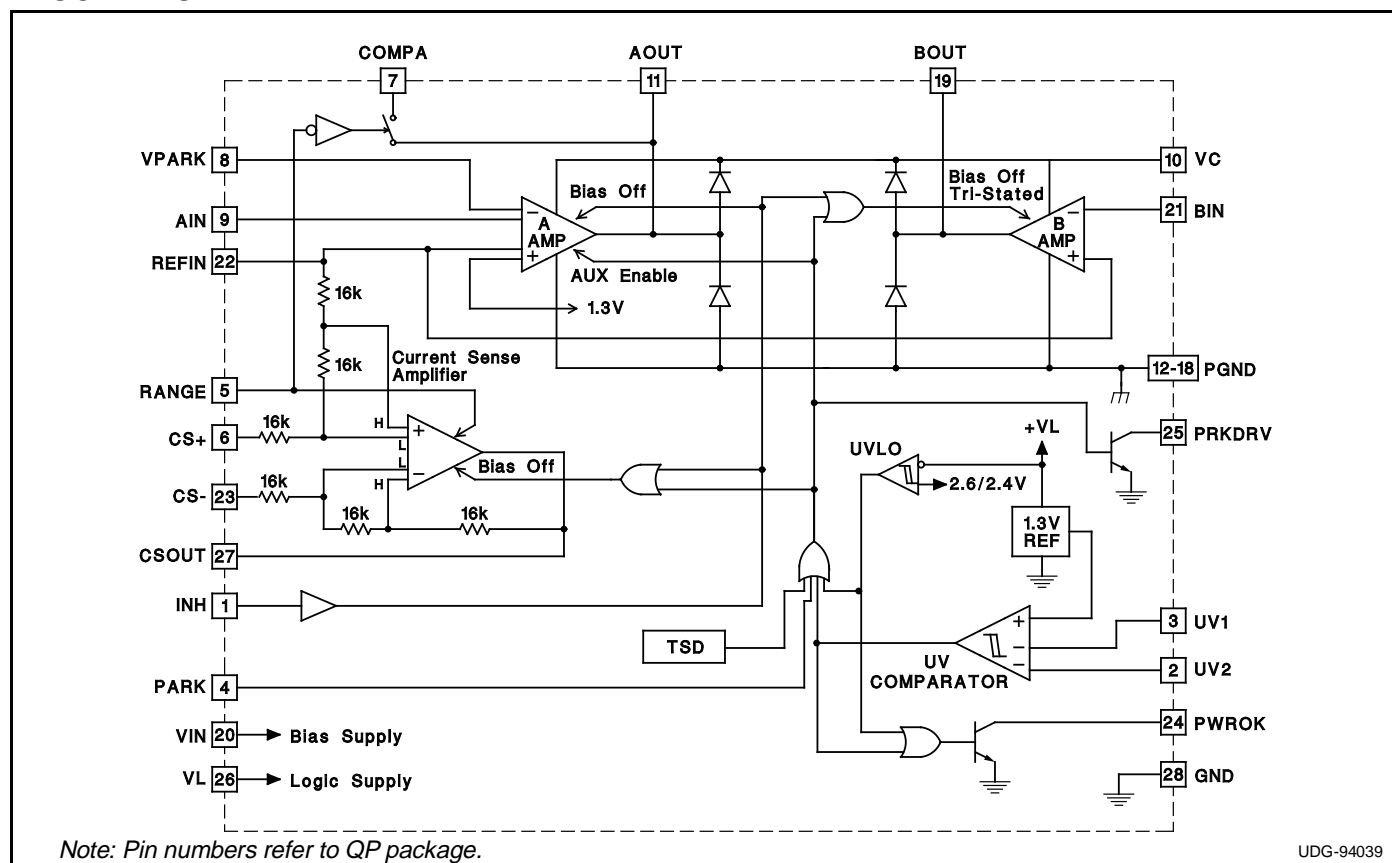 COMPA
AOUT
BOUT
7
11
19
VPARK 8
10 VC
Bias Off
Bias Off
Tri-Stated
AIN 9
−
A
AMP
+
−
B
AMP
+
21 BIN
REFIN 22
AUX Enable
16k
1.3V
16k
Current Sense
Amplifier
12-18 PGND
RANGE 5
H
+
L
L
−
H
CS+ 6
16k
+VL
25 PRKDRV
UVLO
Bias Off
2.6/2.4V
CS- 23
16k
16k
16k
1.3V
REF
CSOUT 27
INH 1
+
−
−
3 UV1
TSD
UV
COMPARATOR
2 UV2
PARK 4
24 PWROK
VIN 20
Bias Supply
28 GND
VL 26
Logic Supply
Note: Pin numbers refer to QP package.
UDG-94039